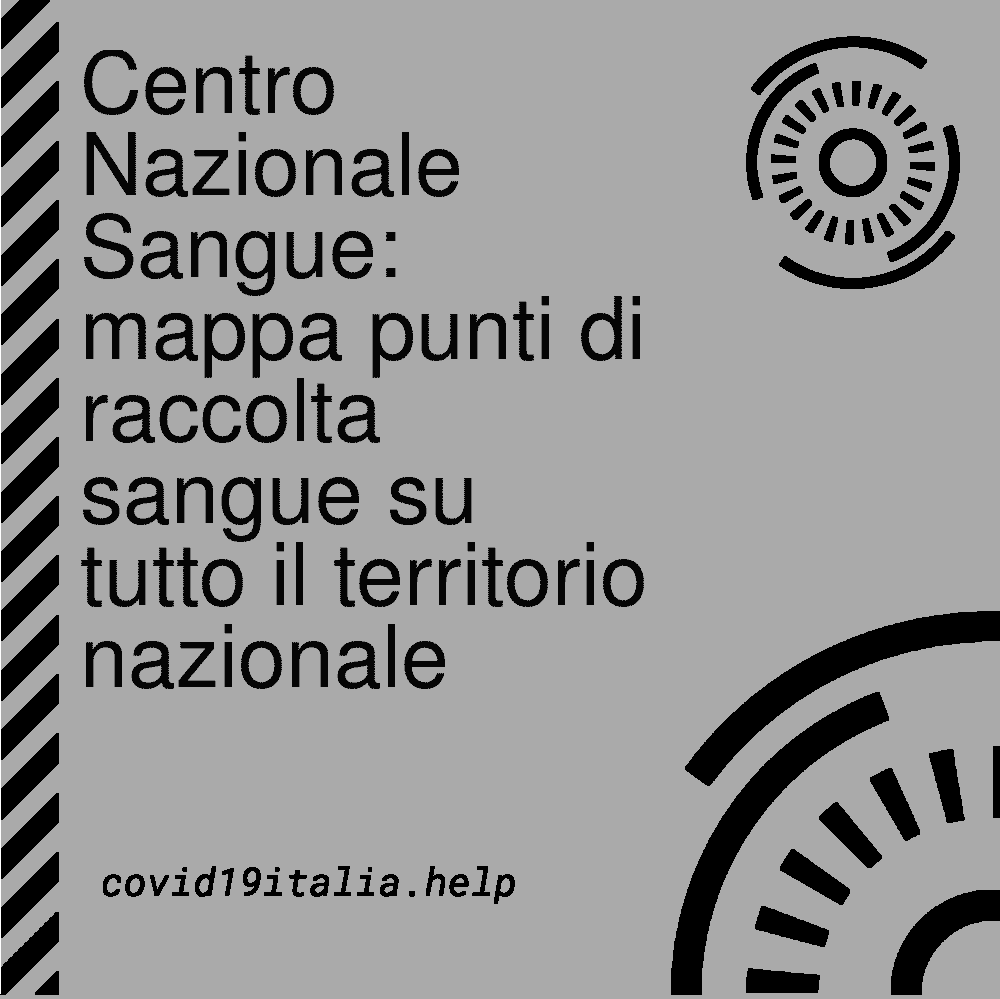 Centro
Nazionale
Sangue:
mappa punti di
raccolta
sangue su
tutto il territorio
nazionale
covid19italia.help